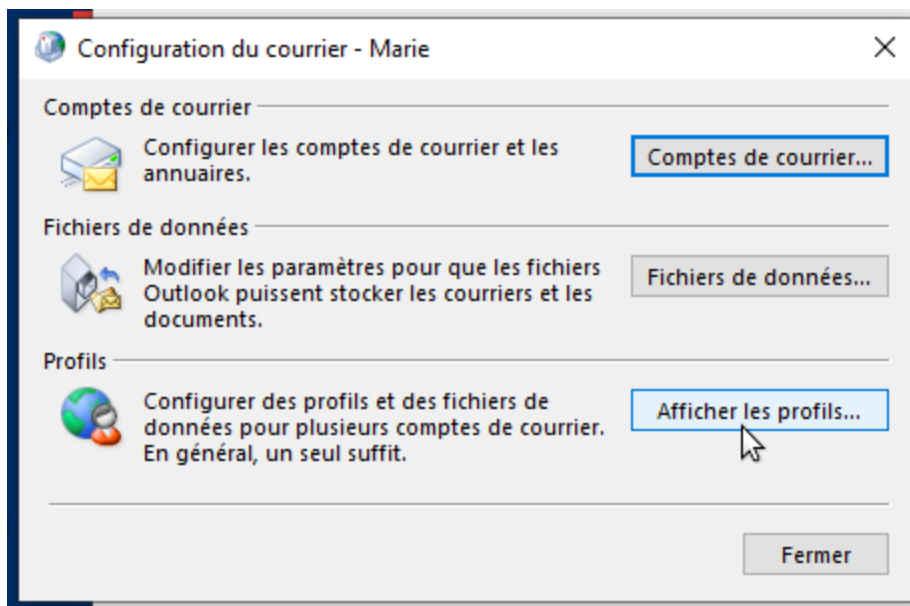 Configuration du courrier - Marie
Comptes de courrier
Configurer les comptes de courrier et les
annuaires.
Comptes de courrier...
Fichiers de données
Modifier les paramètres pour que les fichiers
Outlook puissent stocker les courriers et les
documents.
Fichiers de données...
Profils
Configurer des profils et des fichiers de
données pour plusieurs comptes de courrier.
En général, un seul suffit.
Afficher les profils...
Fermer